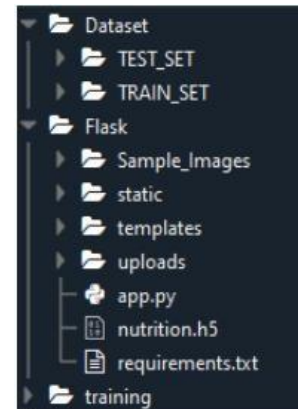 Dataset
TEST_SET
TRAIN_SET
Flask
Sample_Images
static
templates
uploads
app.py
nutrition.h5
requirements.txt
training